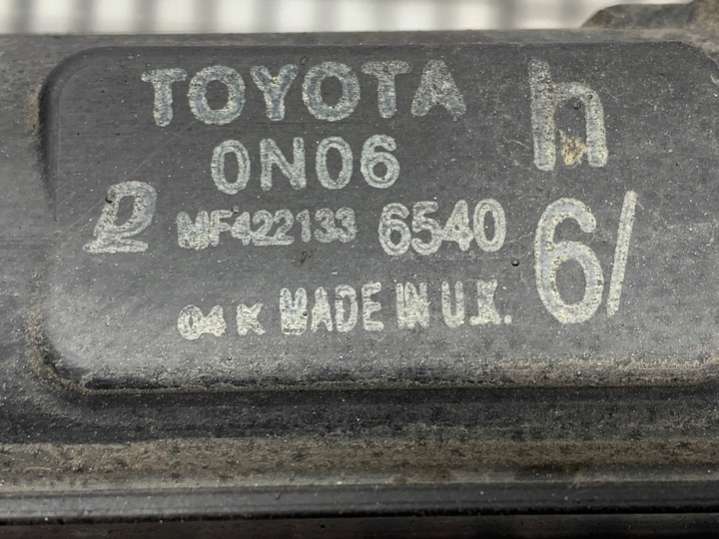 TOYOTA h
0N06
MF422133 6540 6/
04 K MADE IN U.K.